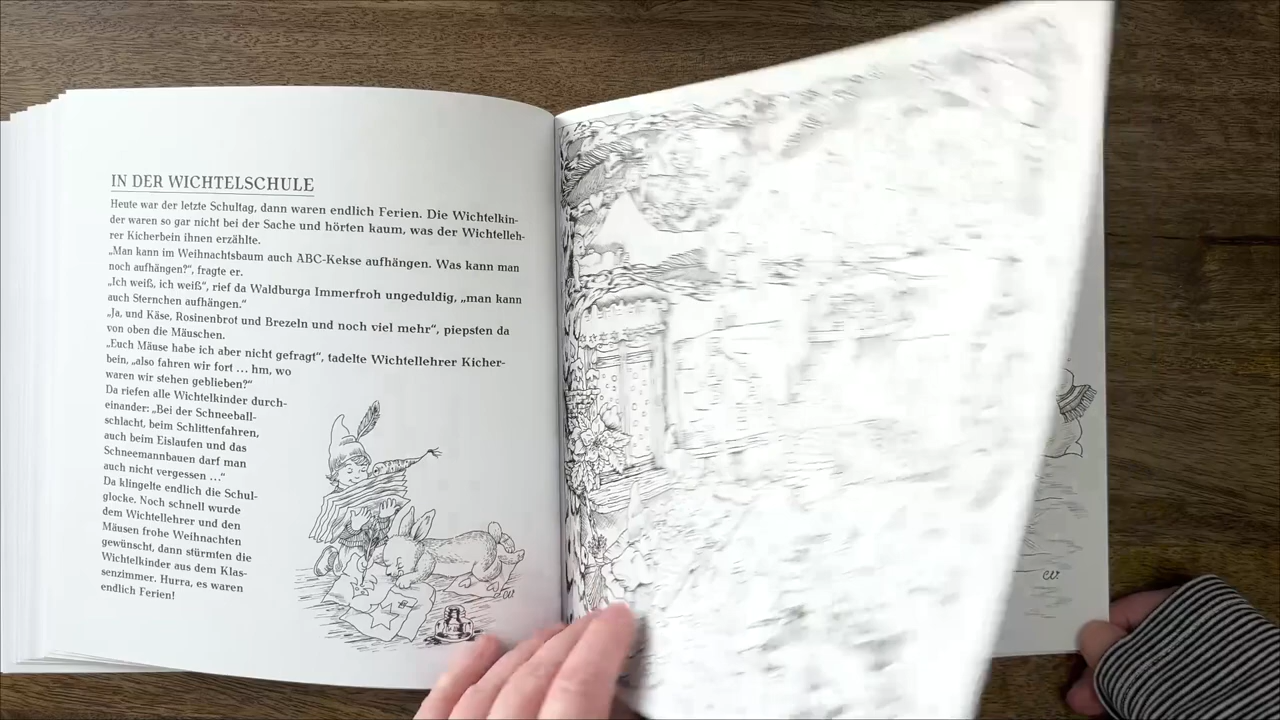 IN DER WICHTELSCHULE
Heute war der letzte Schultag, dann waren endlich Ferien. Die Wichtelkin-
der waren so gar nicht bei der Sache und hörten kaum, was der Wichtelleh-
rer Kicherbein ihnen erzählte.
„Man kann im Weihnachtsbaum auch ABC-Kekse aufhängen. Was kann man
noch aufhängen?“, fragte er.
„Ich weiß, ich weiß“, rief da Waldburga Immerfroh ungeduldig, „man kann
auch Sternchen aufhängen.“
„Ja, und Käse, Rosinenbrot und Brezeln und noch viel mehr“, piepsten da
von oben die Mäuschen.
„Euch Mäuse habe ich aber nicht gefragt“, tadelte Wichtellehrer Kicher-
bein, „also fahren wir fort ... hm, wo
waren wir stehen geblieben?“
Da riefen alle Wichtelkinder durch-
einander: „Bei der Schneeball-
schlacht, beim Schlittenfahren,
auch beim Eislaufen und das
Schneemannbauen darf man
auch nicht vergessen ...“
Da klingelte endlich die Schul-
glocke. Noch schnell wurde
dem Wichtellehrer und den
Mäusen frohe Weihnachten
gewünscht, dann stürmten die
Wichtelkinder aus dem Klas-
senzimmer. Hurra, es waren
endlich Ferien!